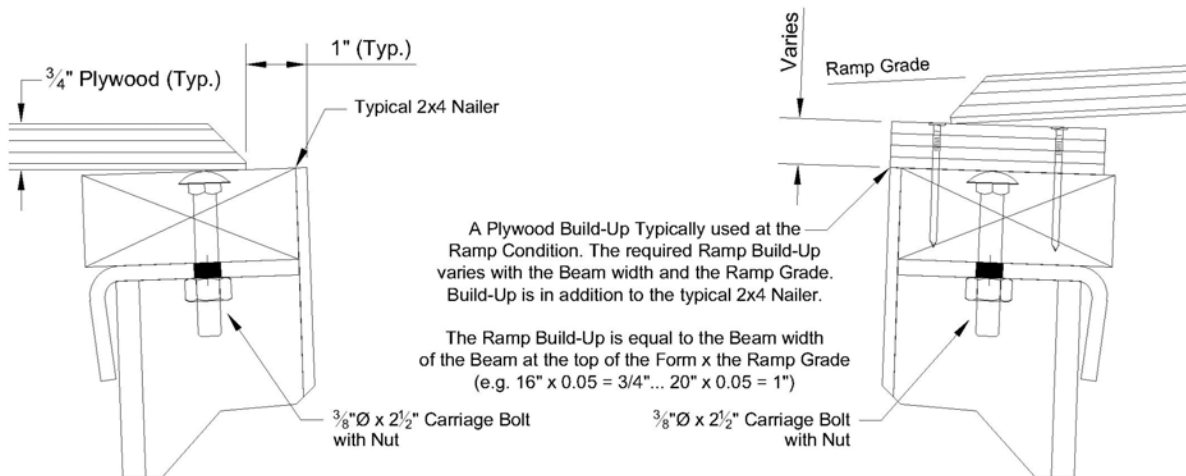 1" (Typ.)
3/4" Plywood (Typ.)
Typical 2x4 Nailer
Varies
Ramp Grade
A Plywood Build-Up Typically used at the
Ramp Condition. The required Ramp Build-Up
varies with the Beam width and the Ramp Grade.
Build-Up is in addition to the typical 2x4 Nailer.
The Ramp Build-Up is equal to the Beam width
of the Beam at the top of the Form x the Ramp Grade
(e.g. 16" x 0.05 = 3/4"... 20" x 0.05 = 1")
3/8"Ø x 2 1/2" Carriage Bolt
with Nut
3/8"Ø x 2 1/2" Carriage Bolt
with Nut